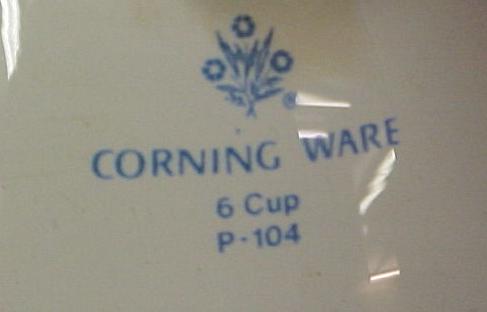 ®
CORNING WARE
6 Cup
P-104